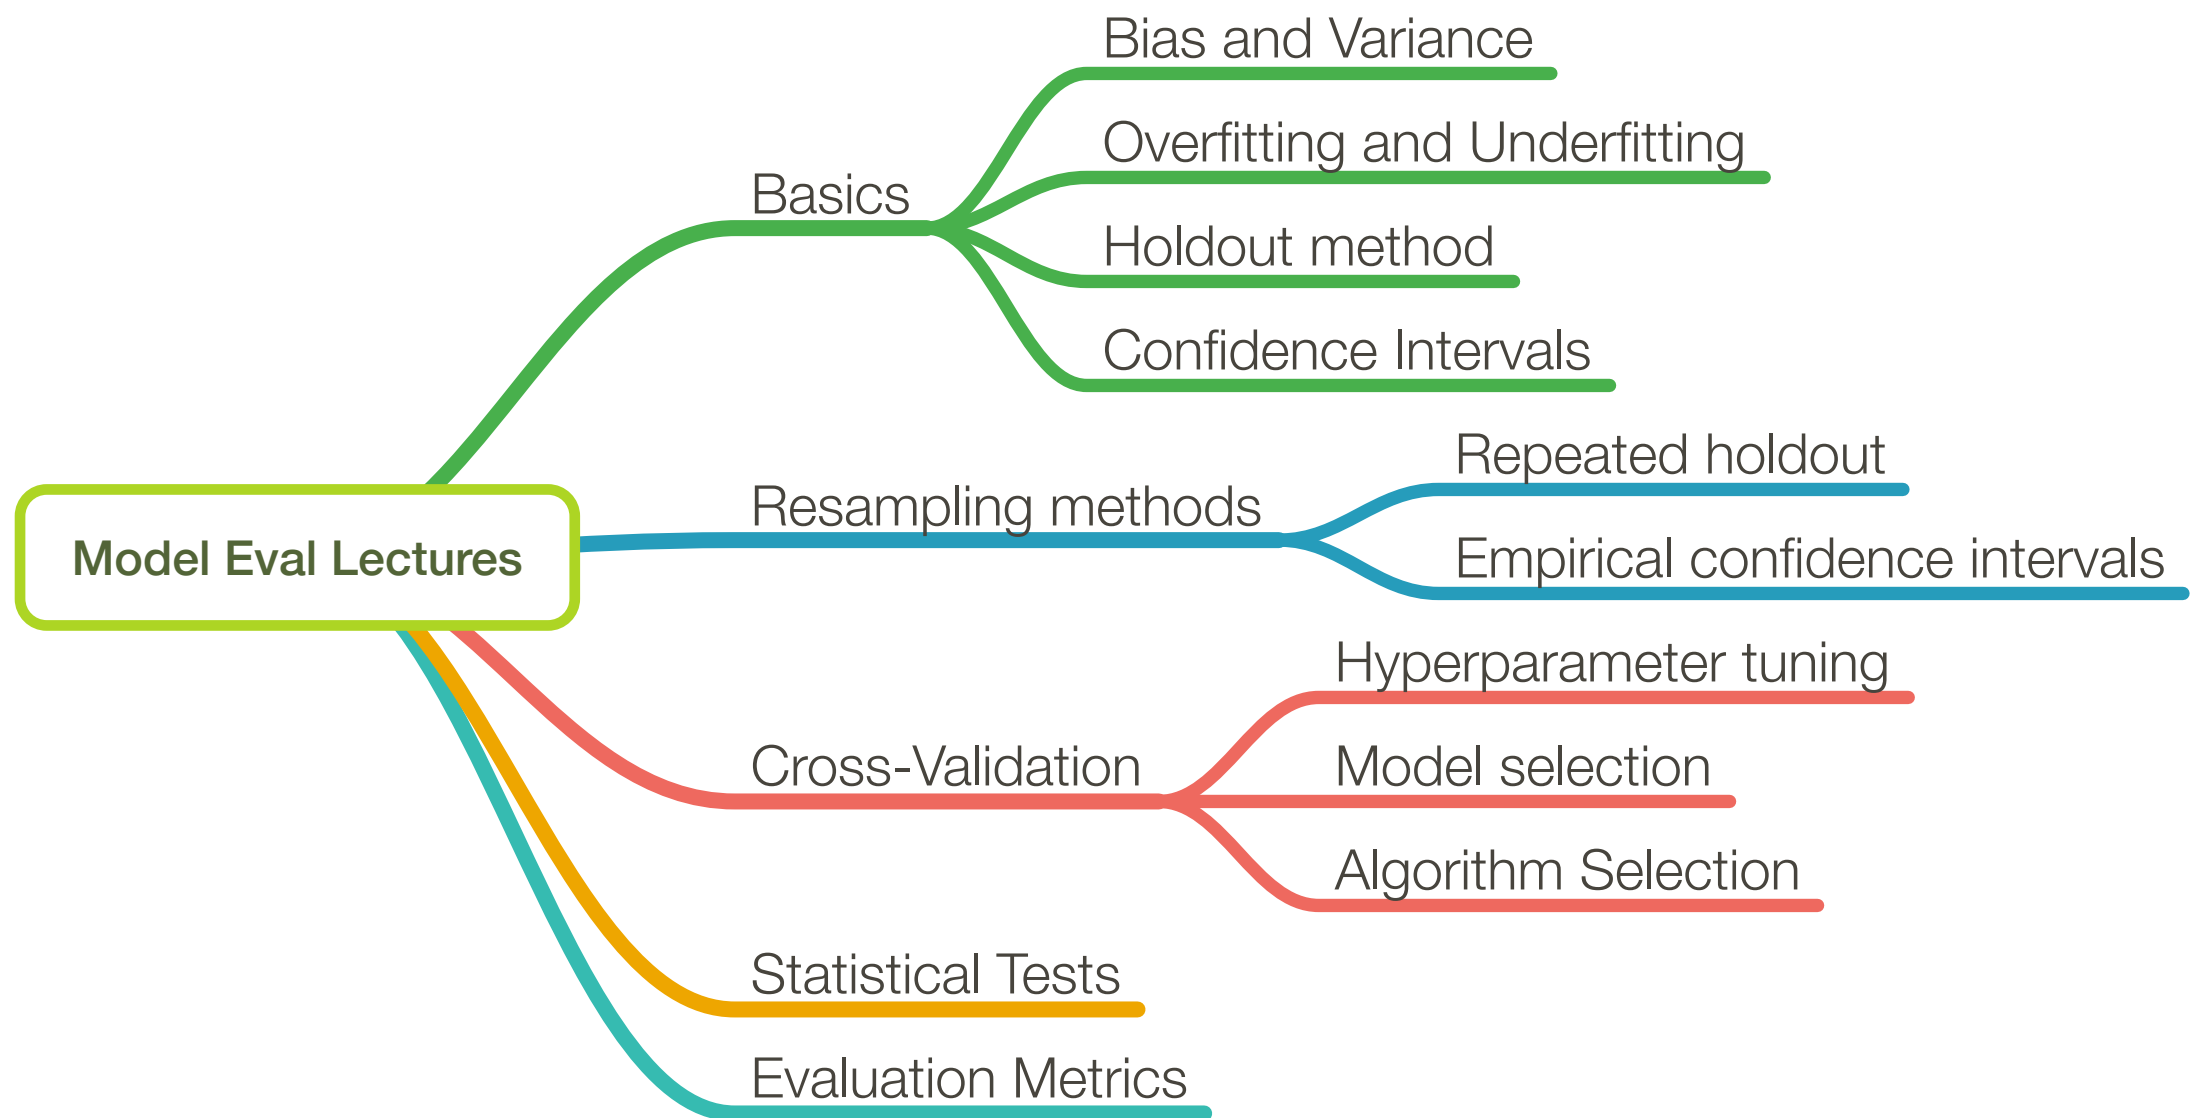 Model Eval Lectures
Basics
Bias and Variance
Overfitting and Underfitting
Holdout method
Confidence Intervals
Resampling methods
Repeated holdout
Empirical confidence intervals
Cross-Validation
Hyperparameter tuning
Model selection
Algorithm Selection
Statistical Tests
Evaluation Metrics